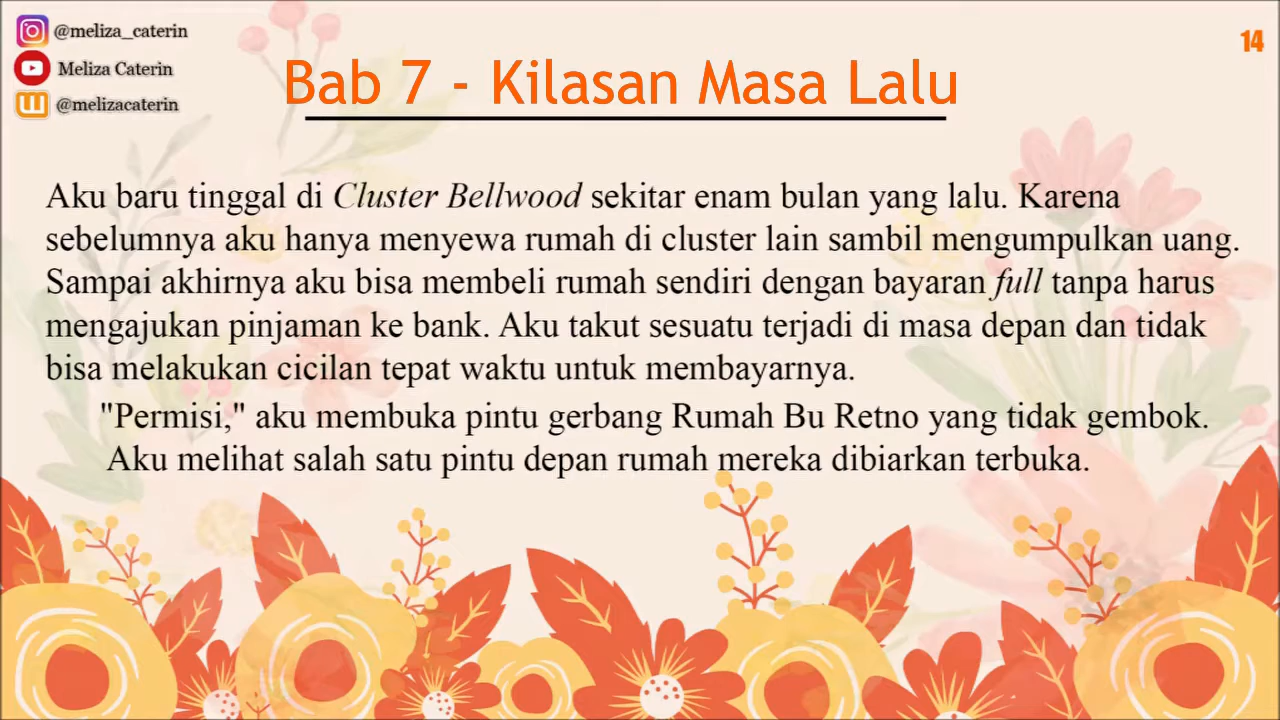 @meliza_caterin
Meliza Caterin
@melizacaterin
14
Bab 7 - Kilasan Masa Lalu
Aku baru tinggal di Cluster Bellwood sekitar enam bulan yang lalu. Karena
sebelumnya aku hanya menyewa rumah di cluster lain sambil mengumpulkan uang.
Sampai akhirnya aku bisa membeli rumah sendiri dengan bayaran full tanpa harus
mengajukan pinjaman ke bank. Aku takut sesuatu terjadi di masa depan dan tidak
bisa melakukan cicilan tepat waktu untuk membayarnya.
"Permisi," aku membuka pintu gerbang Rumah Bu Retno yang tidak gembok.
Aku melihat salah satu pintu depan rumah mereka dibiarkan terbuka.